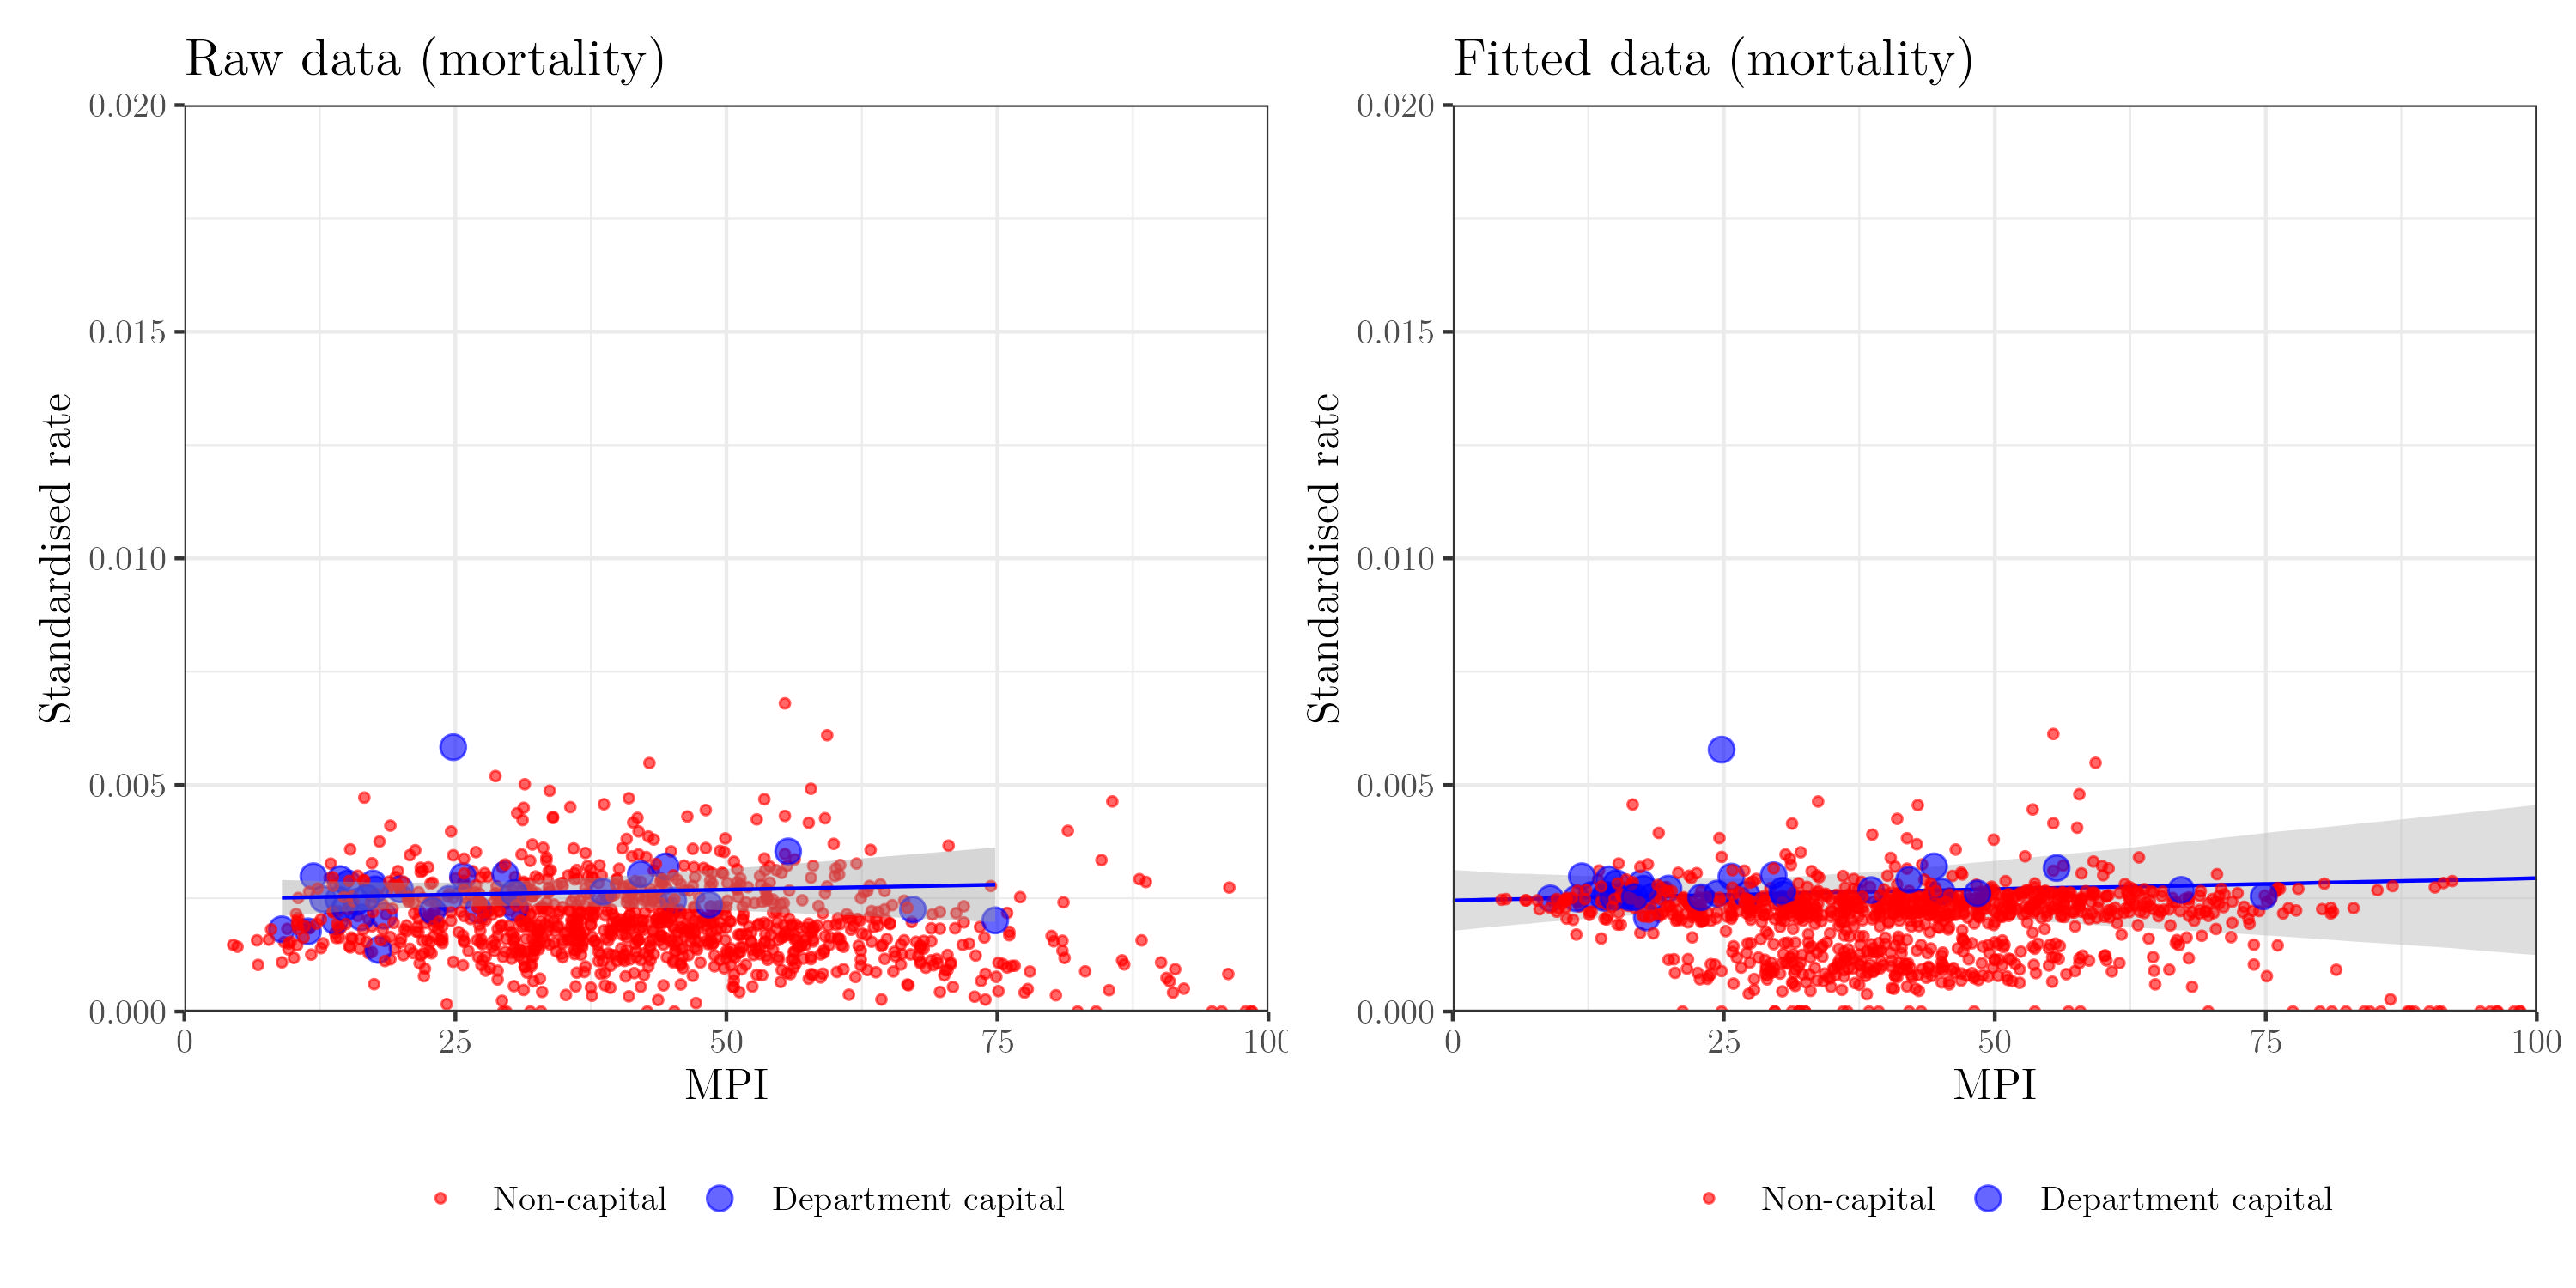 Raw data (mortality)
0.020
0.015
0.010
0.005
0.000
Standardised rate
0
25
50
75
100
MPI
Non-capital
Department capital
Fitted data (mortality)
0.020
0.015
0.010
0.005
0.000
Standardised rate
0
25
50
75
100
MPI
Non-capital
Department capital